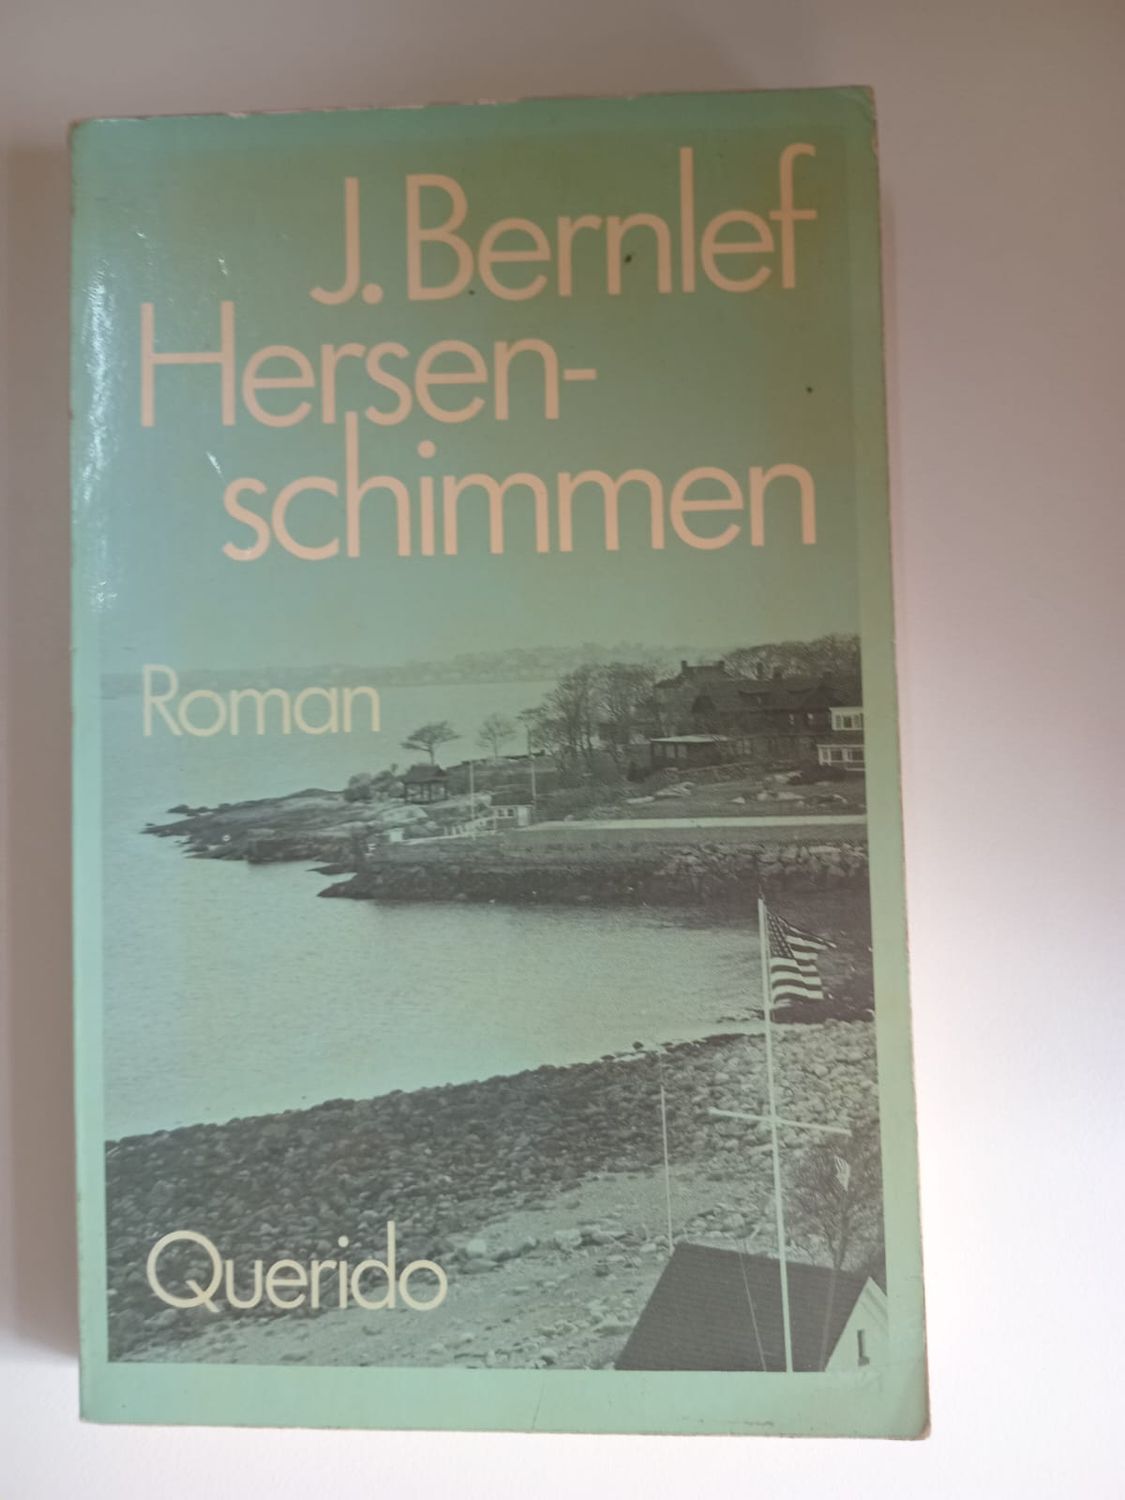 J. Bernlef
Hersen-
schimmen
Roman
Querido